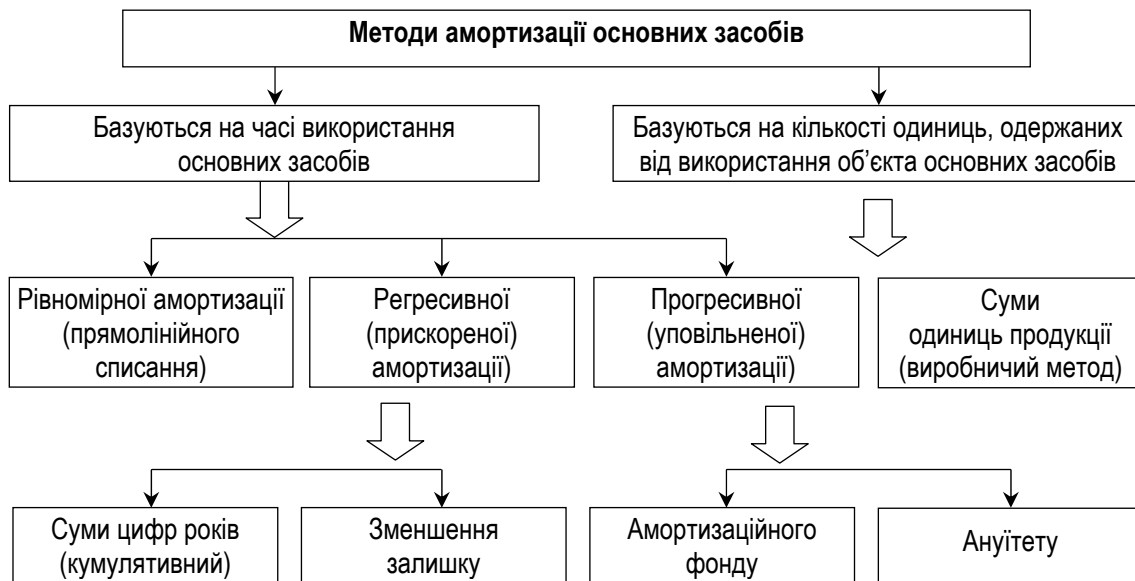 Методи амортизації основних засобів
Базуються на часі використання
основних засобів
Базуються на кількості одиниць, одержаних
від використання об’єкта основних засобів
Рівномірної амортизації
(прямолінійного
списання)
Регресивної
(прискореної)
амортизації)
Прогресивної
(уповільненої)
амортизації)
Суми
одиниць продукції
(виробничий метод)
Суми цифр років
(кумулятивний)
Зменшення
залишку
Амортизаційного
фонду
Ануїтету